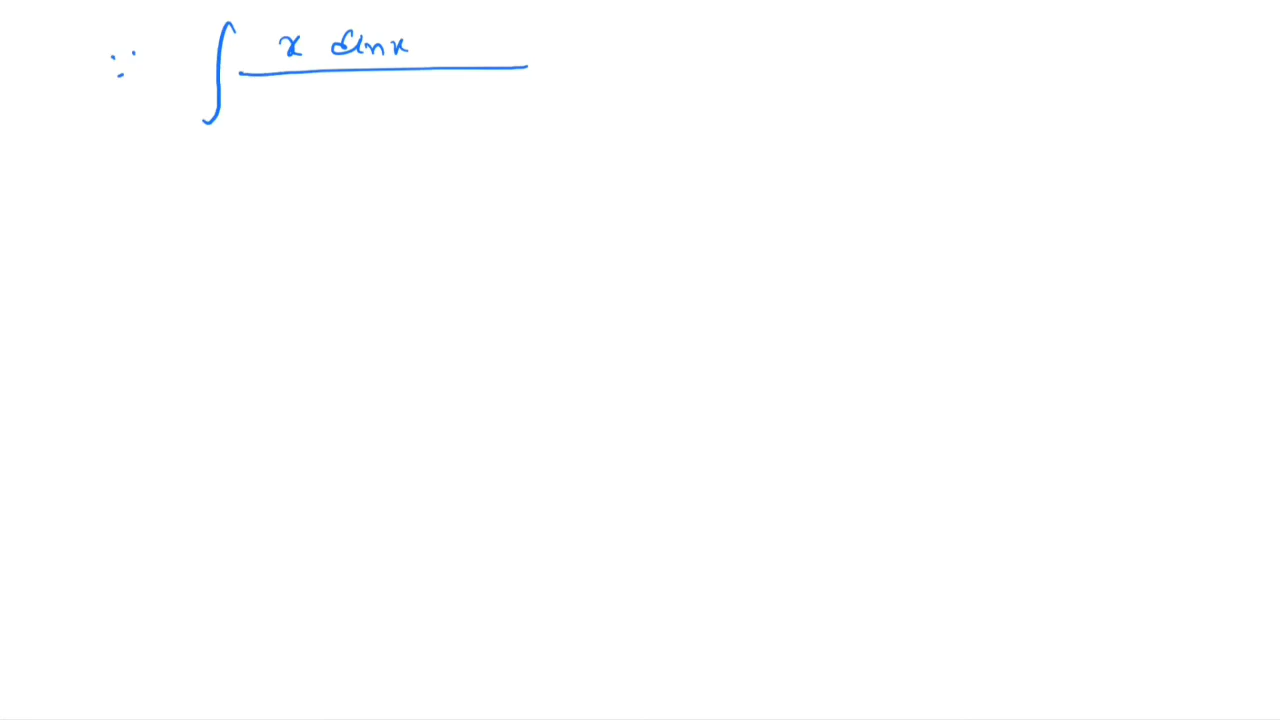 ∵ ∫ x sinx